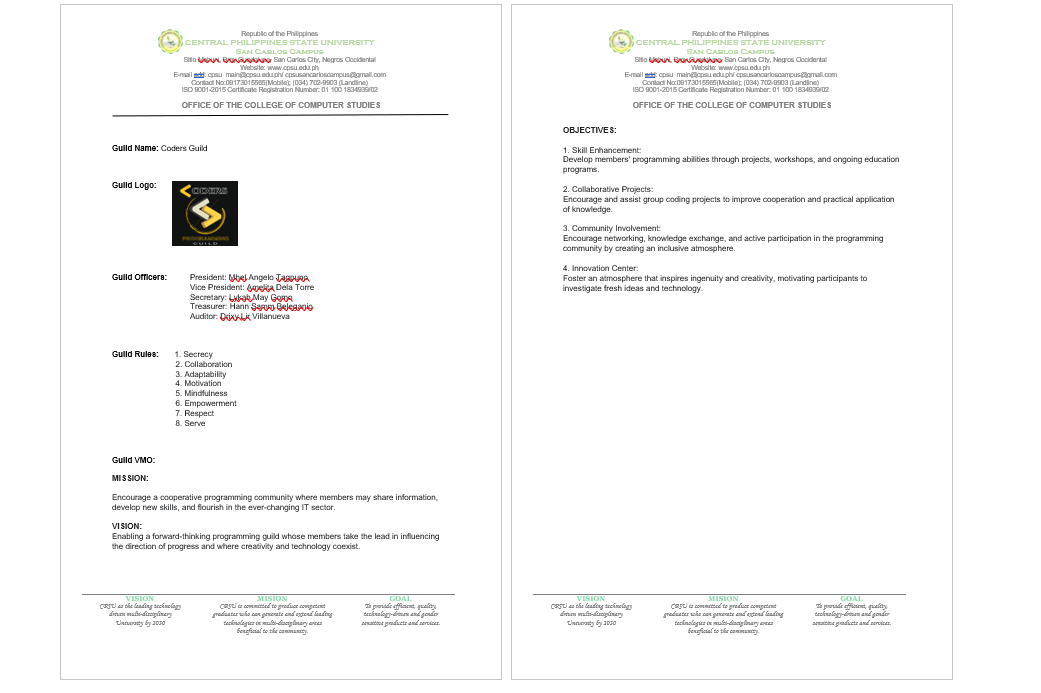 Republic of the Philippines
CENTRAL PHILIPPINES STATE UNIVERSITY
SAN CARLOS CAMPUS
Sitio San Carlos City, Negros Occidental
Website: www.cpsu.edu.ph
E-mail add: cpsu_main@cpsu.edu.ph/ cpsusancarloscampus@gmail.com
Contact No:09173015565(Mobile); (034) 702-9903 (Landline)
ISO 9001-2015 Certificate Registration Number: 01 100 1834939/02
OFFICE OF THE COLLEGE OF COMPUTER STUDIES
Guild Name: Coders Guild
Guild Logo:
CODERS
PROGRAMMING
GUILD
Guild Officers:
President: Mhel Angelo Tagpuno
Vice President: Amelita Dela Torre
Secretary: Lykah May Gomo
Treasurer: Hann Samm Beleganio
Auditor: Drixy Lir Villanueva
Guild Rules:
1. Secrecy
2. Collaboration
3. Adaptability
4. Motivation
5. Mindfulness
6. Empowerment
7. Respect
8. Serve
Guild VMO:
MISSION:
Encourage a cooperative programming community where members may share information,
develop new skills, and flourish in the ever-changing IT sector.
VISION:
Enabling a forward-thinking programming guild whose members take the lead in influencing
the direction of progress and where creativity and technology coexist.
VISION
CPSU as the leading technology
driven multi-disciplinary
University by 2030
MISSION
CPSU is committed to produce competent
graduates who can generate and extend leading
technologies in multi-disciplinary areas
beneficial to the community.
GOAL
To provide efficient, quality,
technology-driven and gender
sensitive products and services.
Republic of the Philippines
CENTRAL PHILIPPINES STATE UNIVERSITY
SAN CARLOS CAMPUS
Sitio San Carlos City, Negros Occidental
Website: www.cpsu.edu.ph
E-mail add: cpsu_main@cpsu.edu.ph/ cpsusancarloscampus@gmail.com
Contact No:09173015565(Mobile); (034) 702-9903 (Landline)
ISO 9001-2015 Certificate Registration Number: 01 100 1834939/02
OFFICE OF THE COLLEGE OF COMPUTER STUDIES
OBJECTIVES:
1. Skill Enhancement:
Develop members' programming abilities through projects, workshops, and ongoing education
programs.
2. Collaborative Projects:
Encourage and assist group coding projects to improve cooperation and practical application
of knowledge.
3. Community Involvement:
Encourage networking, knowledge exchange, and active participation in the programming
community by creating an inclusive atmosphere.
4. Innovation Center:
Foster an atmosphere that inspires ingenuity and creativity, motivating participants to
investigate fresh ideas and technology.
VISION
CPSU as the leading technology
driven multi-disciplinary
University by 2030
MISSION
CPSU is committed to produce competent
graduates who can generate and extend leading
technologies in multi-disciplinary areas
beneficial to the community.
GOAL
To provide efficient, quality,
technology-driven and gender
sensitive products and services.